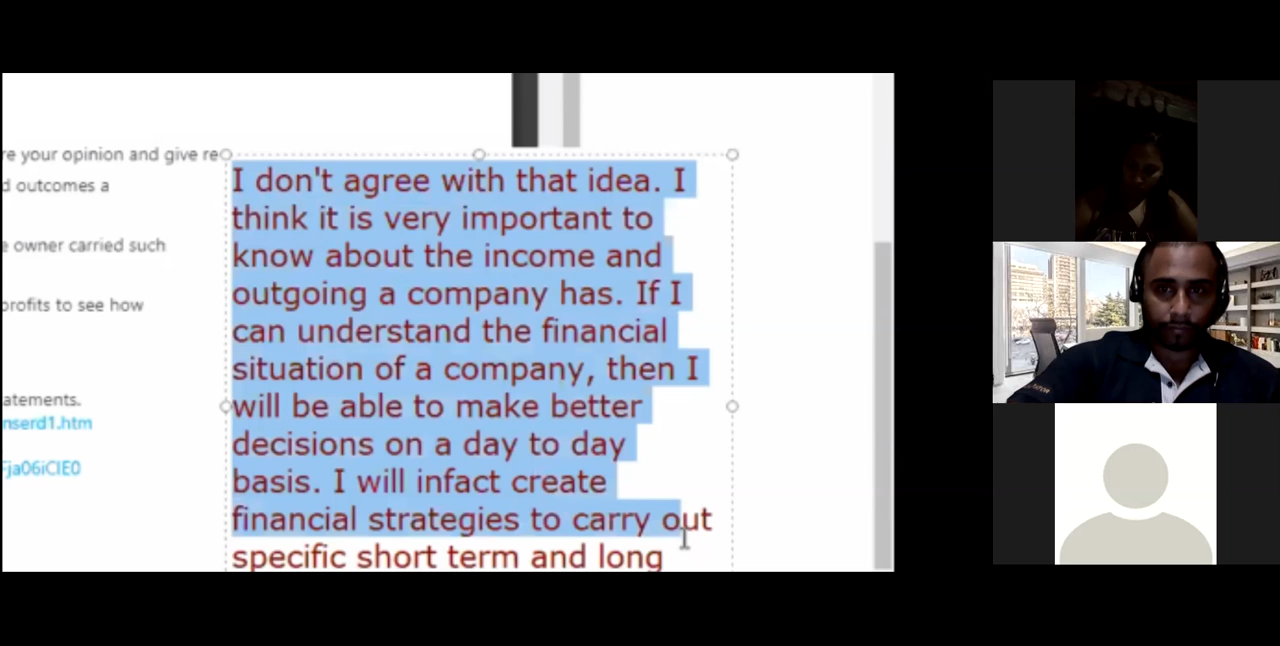 re your opinion and give re
d outcomes a
e owner carried such
profits to see how
atements.
nserd1.htm
Fja06iCIE0
I don't agree with that idea. I
think it is very important to
know about the income and
outgoing a company has. If I
can understand the financial
situation of a company, then I
will be able to make better
decisions on a day to day
basis. I will infact create
financial strategies to carry out
specific short term and long